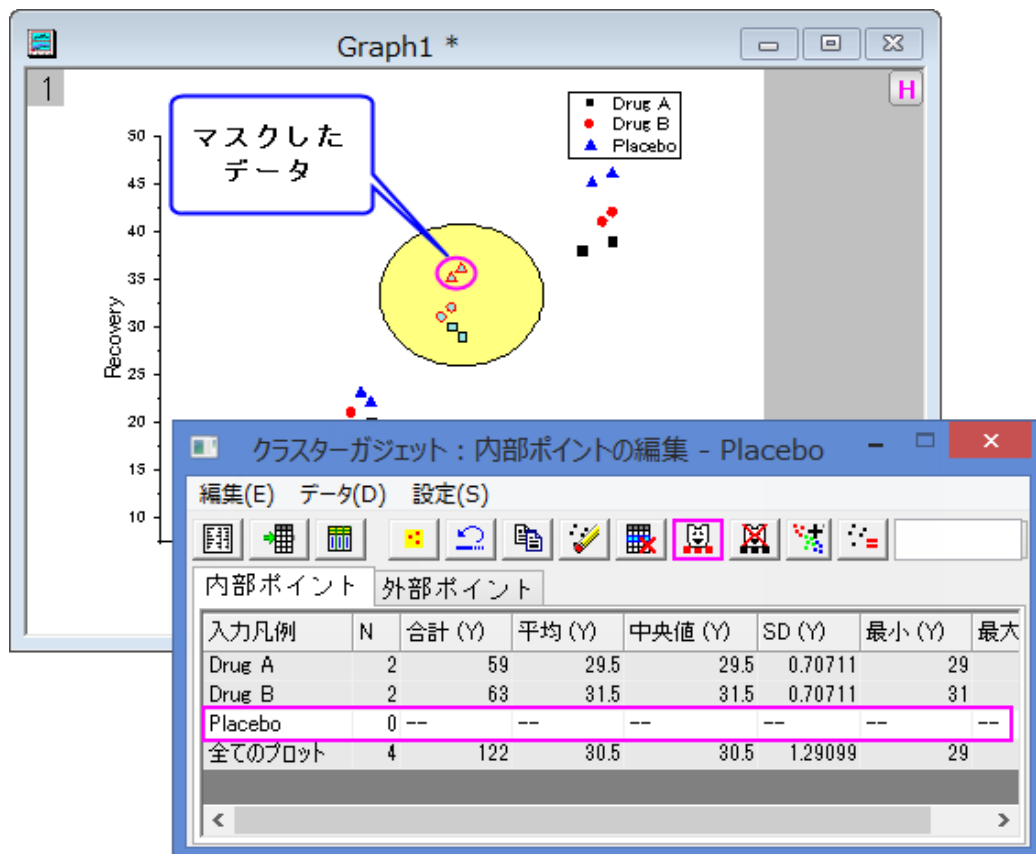 Graph1 *
1
H
マスクした
データ
Drug A
Drug B
Placebo
50
45
40
35
30
25
20
15
10
Recovery
クラスターガジェット : 内部ポイントの編集 - Placebo
編集(E) データ(D) 設定(S)
内部ポイント 外部ポイント
入力凡例 N 合計 (Y) 平均 (Y) 中央値 (Y) SD (Y) 最小 (Y) 最大
Drug A 2 59 29.5 29.5 0.70711 29
Drug B 2 63 31.5 31.5 0.70711 31
Placebo 0 -- -- -- -- -- --
全てのプロット 4 122 30.5 30.5 1.29099 29